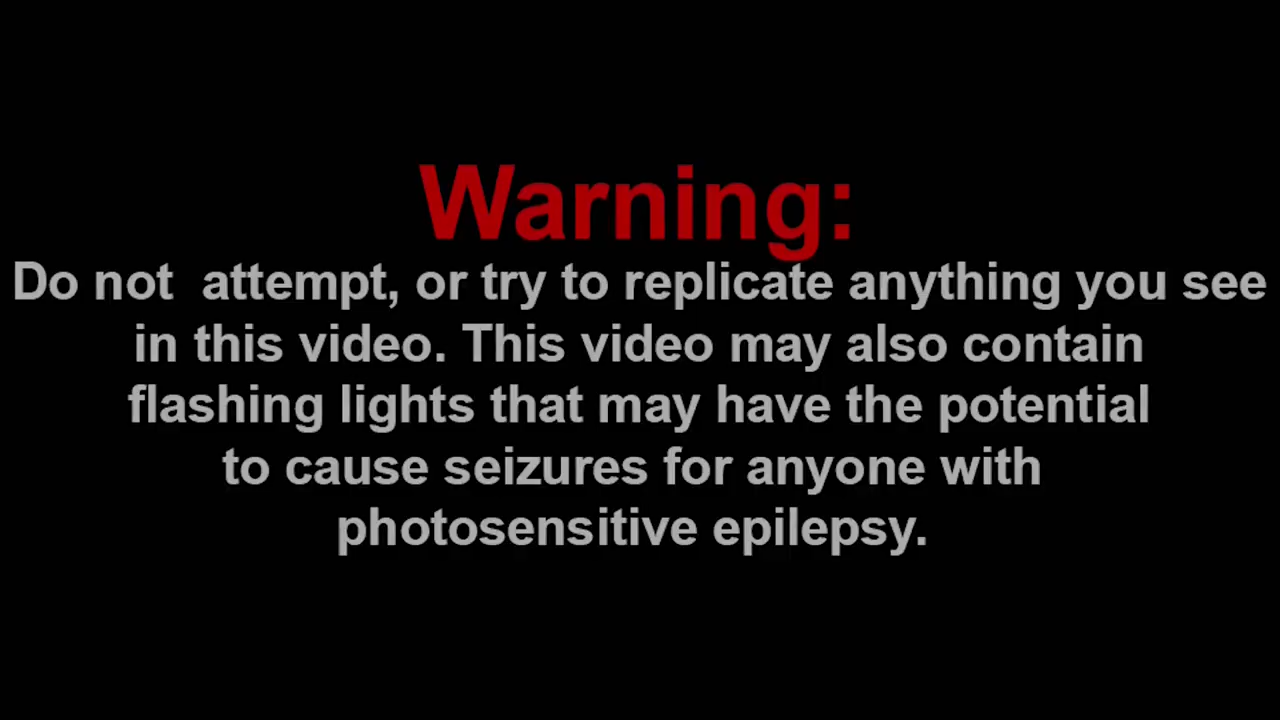 Warning:
Do not  attempt, or try to replicate anything you see
in this video. This video may also contain
flashing lights that may have the potential
to cause seizures for anyone with
photosensitive epilepsy.